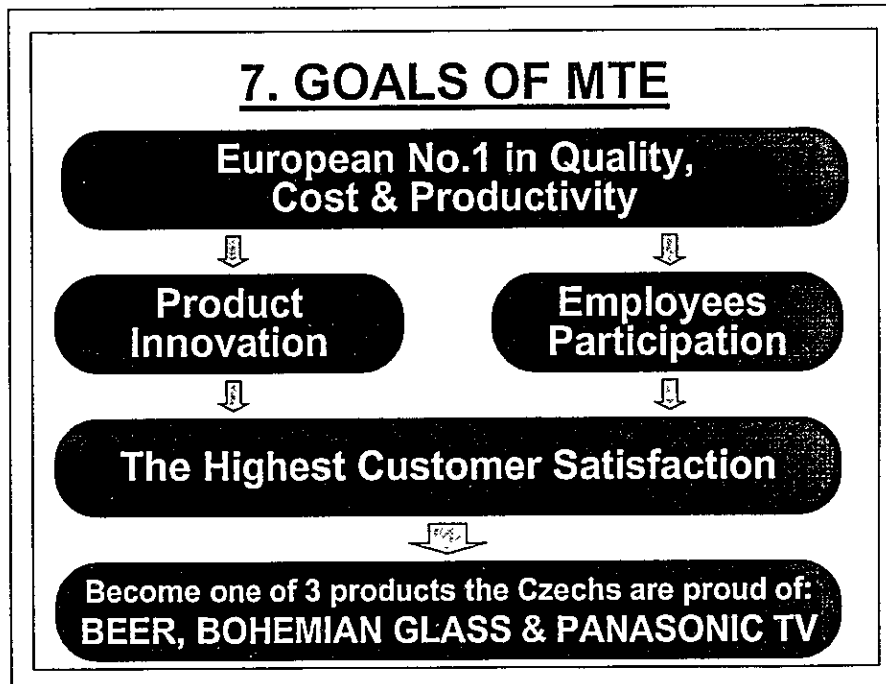 7. GOALS OF MTE
European No.1 in Quality,
Cost & Productivity
Product
Innovation
Employees
Participation
The Highest Customer Satisfaction
Become one of 3 products the Czechs are proud of:
BEER, BOHEMIAN GLASS & PANASONIC TV